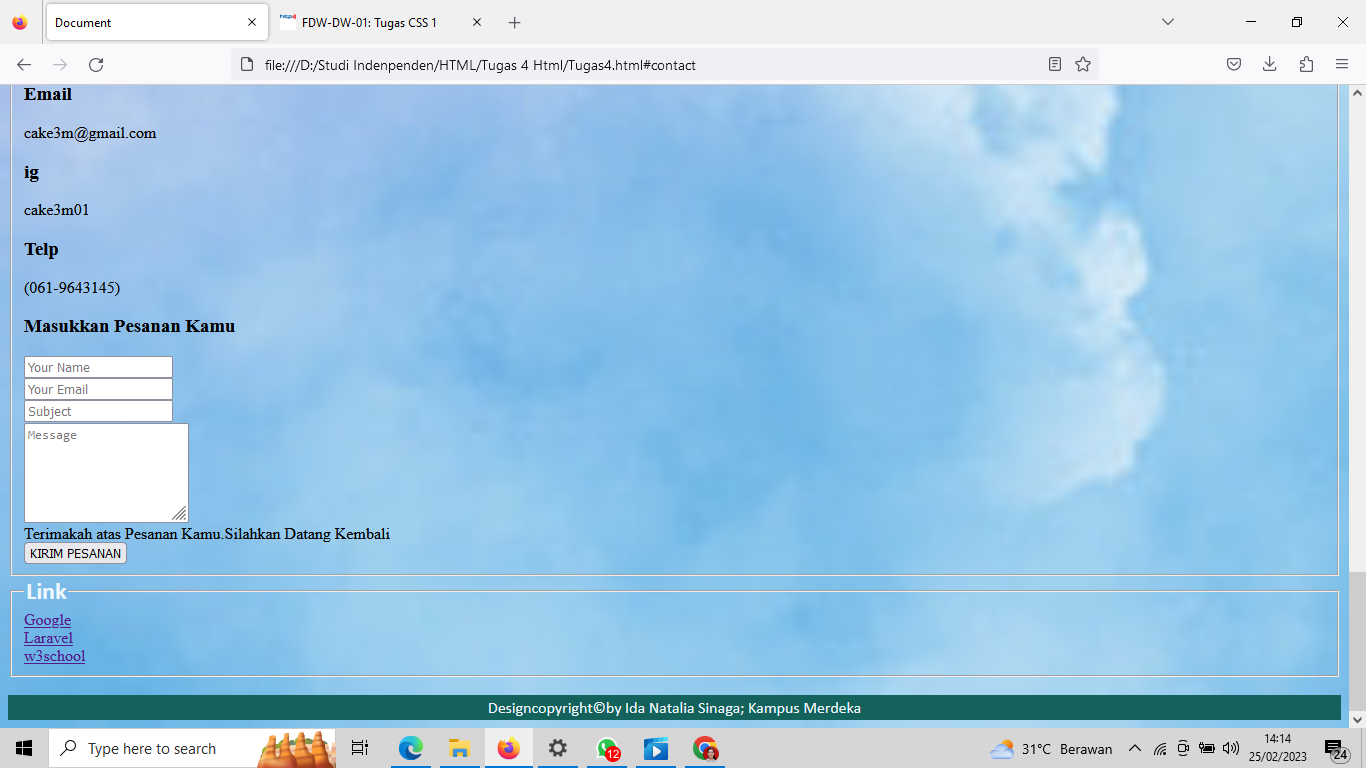 Document
FDW-DW-01: Tugas CSS 1
file:///D:/Studi Indenpenden/HTML/Tugas 4 Html/Tugas4.html#contact
Email
cake3m@gmail.com
ig
cake3m01
Telp
(061-9643145)
Masukkan Pesanan Kamu
Your Name
Your Email
Subject
Message
Terimakah atas Pesanan Kamu.Silahkan Datang Kembali
KIRIM PESANAN
Link
Google
Laravel
w3school
Designcopyright©by Ida Natalia Sinaga; Kampus Merdeka
Type here to search
12
31°C Berawan
14:14
25/02/2023
24